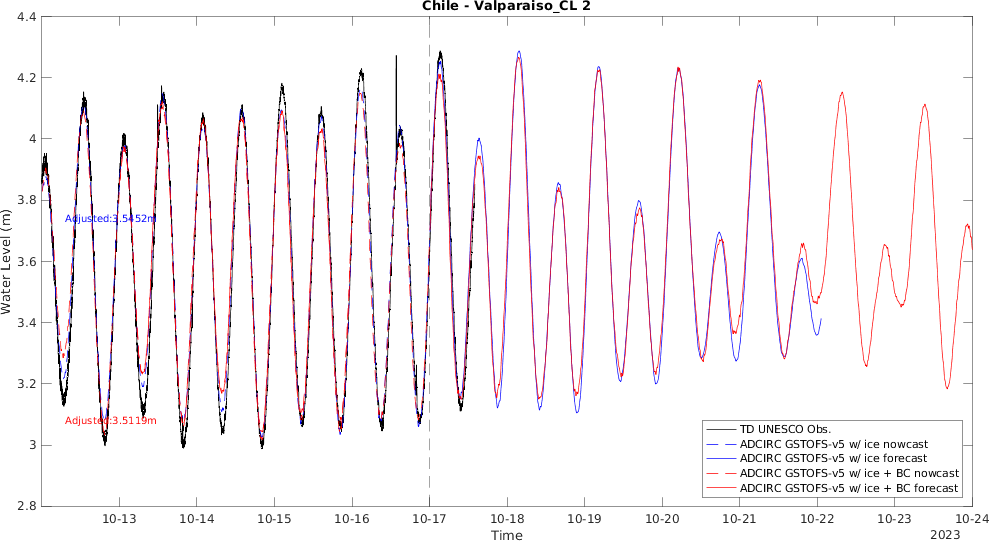 Chile - Valparaiso_CL 2
4.4
4.2
4
3.8
3.6
3.4
3.2
3
2.8
Water Level (m)
Adjusted:3.5452m
Adjusted:3.5119m
TD UNESCO Obs.
ADCIRC GSTOFS-v5 w/ ice nowcast
ADCIRC GSTOFS-v5 w/ ice forecast
ADCIRC GSTOFS-v5 w/ ice + BC nowcast
ADCIRC GSTOFS-v5 w/ ice + BC forecast
10-13 10-14 10-15 10-16 10-17 10-18 10-19 10-20 10-21 10-22 10-23 10-24
Time
2023